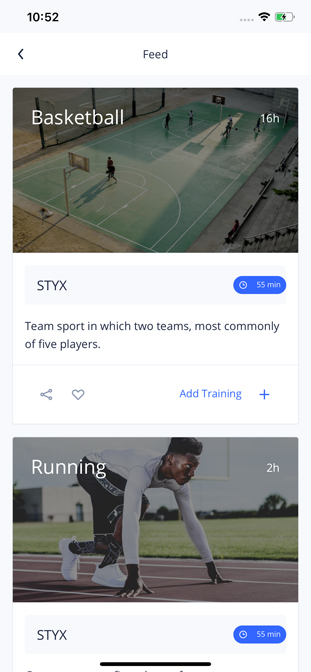 10:52
Feed
Basketball
16h
STYX
55 min
Team sport in which two teams, most commonly
of five players.
Add Training
Running
2h
STYX
55 min